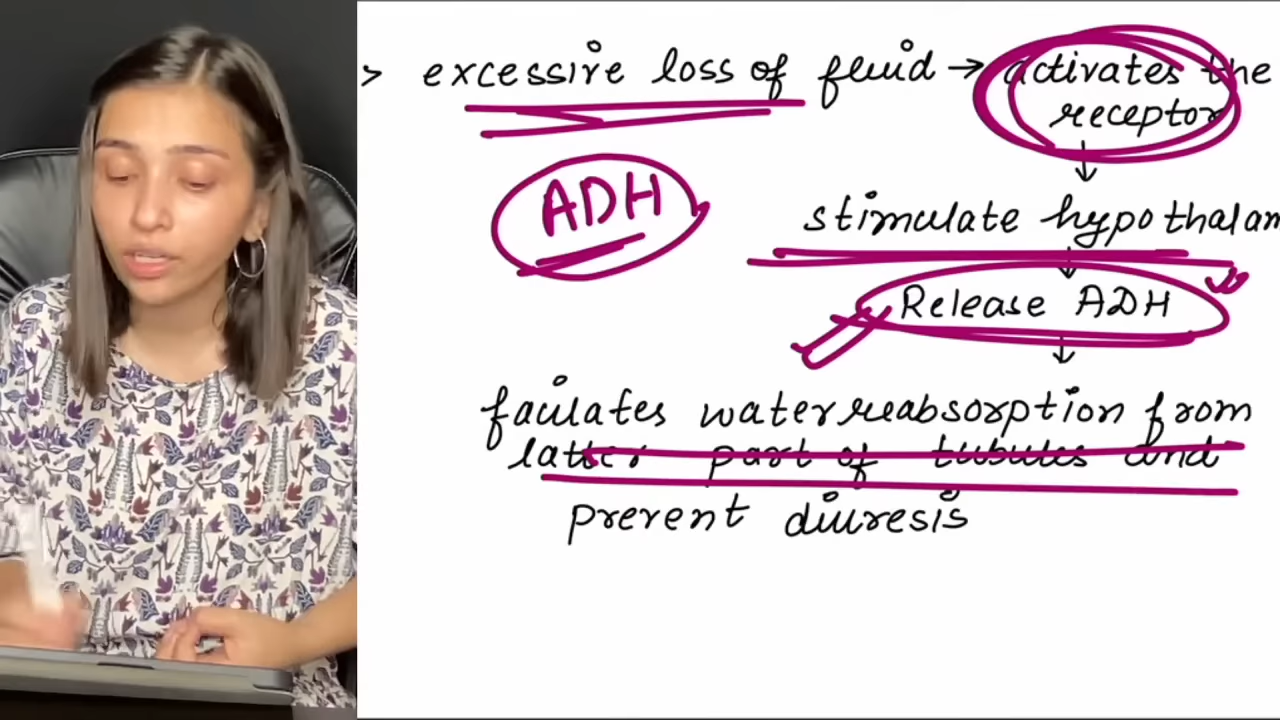 > excessive loss of fluid → activates the
receptor
↓
ADH
stimulate hypothalam
↓
Release ADH
↓
faciates water reabsorption from
latter part of tubules and
prevent diuresis